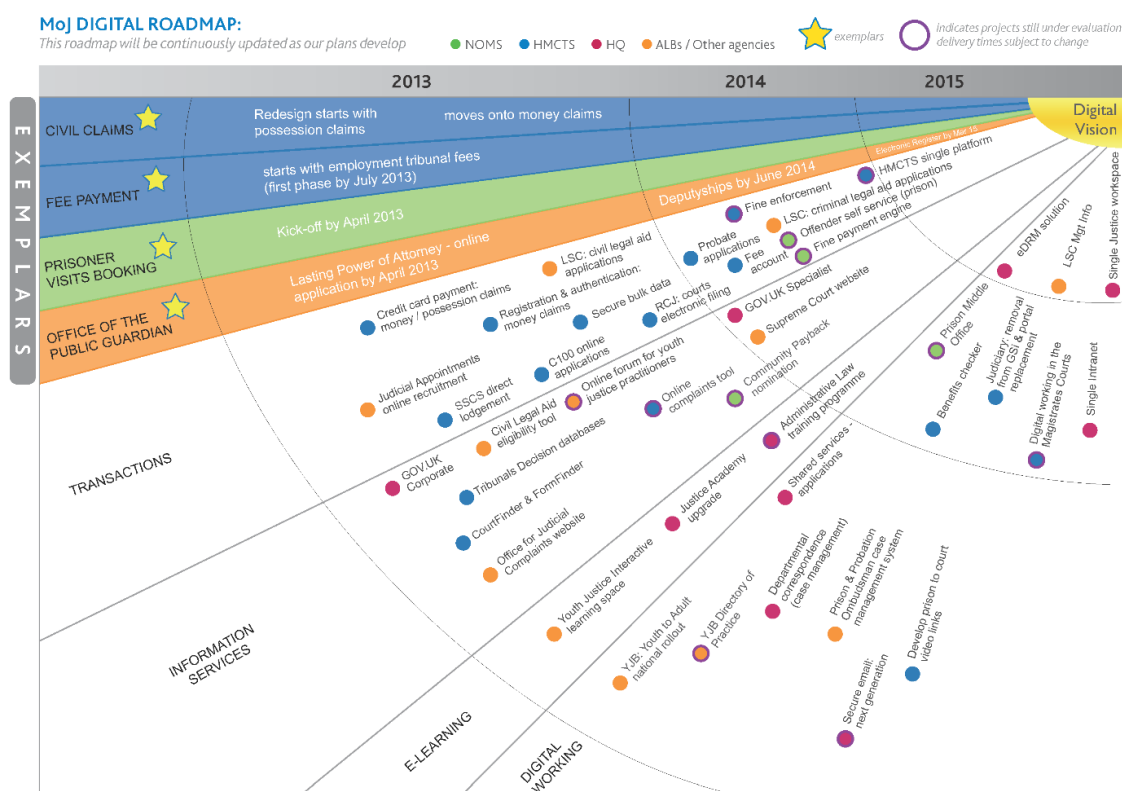 MoJ DIGITAL ROADMAP:
This roadmap will be continuously updated as our plans develop
NOMS
HMCTS
HQ
ALBs / Other agencies
exemplars
indicates projects still under evaluation
delivery times subject to change
2013
2014
2015
EXEMPLARS
CIVIL CLAIMS
Redesign starts with
possession claims
moves onto money claims
Digital
Vision
FEE PAYMENT
starts with employment tribunal fees
(first phase by July 2013)
PRISONER
VISITS BOOKING
Kick-off by April 2013
OFFICE OF THE
PUBLIC GUARDIAN
Lasting Power of Attorney - online
application by April 2013
Deputyships by June 2014
Electronic Register by Mar 15
TRANSACTIONS
Credit card payment:
money / possession claims
Judicial Appointments
online recruitment
SSCS direct
lodgement
Registration & authentication:
money claims
C100 online
applications
LSC: civil legal aid
applications
Secure bulk data
RCJ: courts
electronic filing
Probate
applications
Fee
account
Fine enforcement
LSC: criminal legal aid applications
Offender self service (prison)
Fine payment engine
HMCTS single platform
INFORMATION
SERVICES
GOV.UK
Corporate
Civil Legal Aid
eligibility tool
Online forum for youth
justice practitioners
Tribunals Decision databases
CourtFinder & FormFinder
Office for Judicial
Complaints website
Online
complaints tool
GOV.UK Specialist
Supreme Court website
Community Payback
nomination
E-LEARNING
Youth Justice Interactive
learning space
Justice Academy
upgrade
Administrative Law
training programme
DIGITAL
WORKING
YJB: Youth to Adult
national rollout
YJB Directory of
Practice
Shared services -
applications
Departmental
correspondence
(case management)
Prison & Probation
Ombudsman case
management system
Secure email:
next generation
Develop prison to court
video links
Prison Middle
Office
Benefits checker
eDRM solution
Judiciary: removal
from GSi & portal
replacement
Digital working in the
Magistrates Courts
LSC Mgt Info
Single Justice workspace
Single Intranet